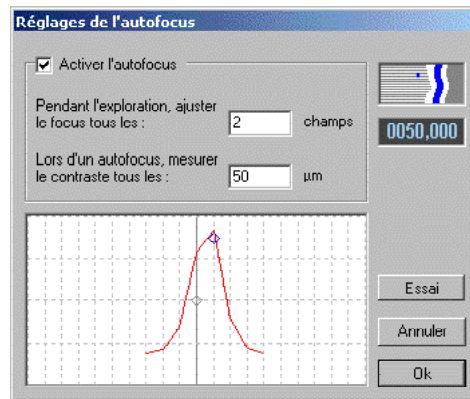 Réglages de l'autofocus
Activer l'autofocus
Pendant l'exploration, ajuster
le focus tous les :
2
champs
0050,000
Lors d'un autofocus, mesurer
le contraste tous les :
50
µm
Essai
Annuler
Ok